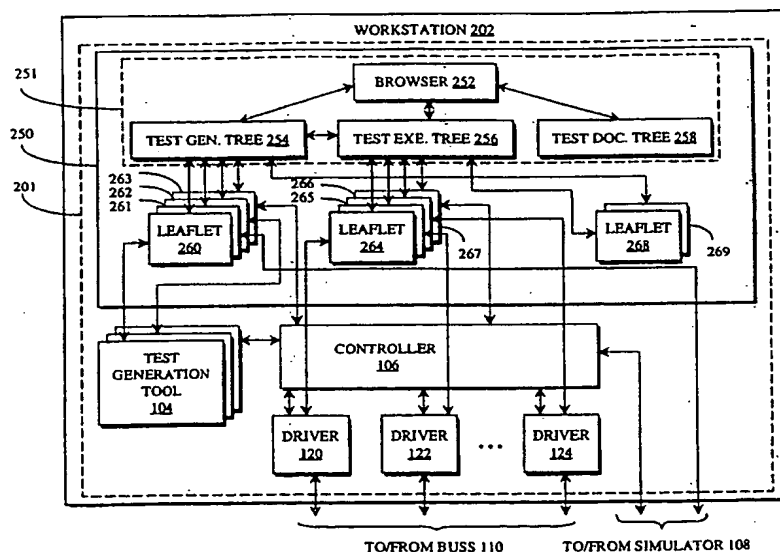 WORKSTATION 202
251
BROWSER 252
250
TEST GEN. TREE 254
TEST EXE. TREE 256
TEST DOC. TREE 258
201
263
262
261
266
265
LEAFLET
260
LEAFLET
264
267
LEAFLET
268
269
TEST
GENERATION
TOOL
104
CONTROLLER
106
DRIVER
120
DRIVER
122
...
DRIVER
124
TO/FROM BUSS 110
TO/FROM SIMULATOR 108